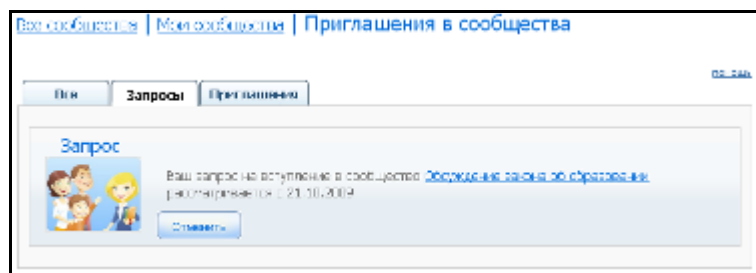 Все сообщества | Мои сообщества | Приглашения в сообщества
Все Запросы Приглашения
Запрос
Ваш запрос на вступление в сообщество Обсуждение закона об образовании
рассматривается с 21.10.2009
Отменить